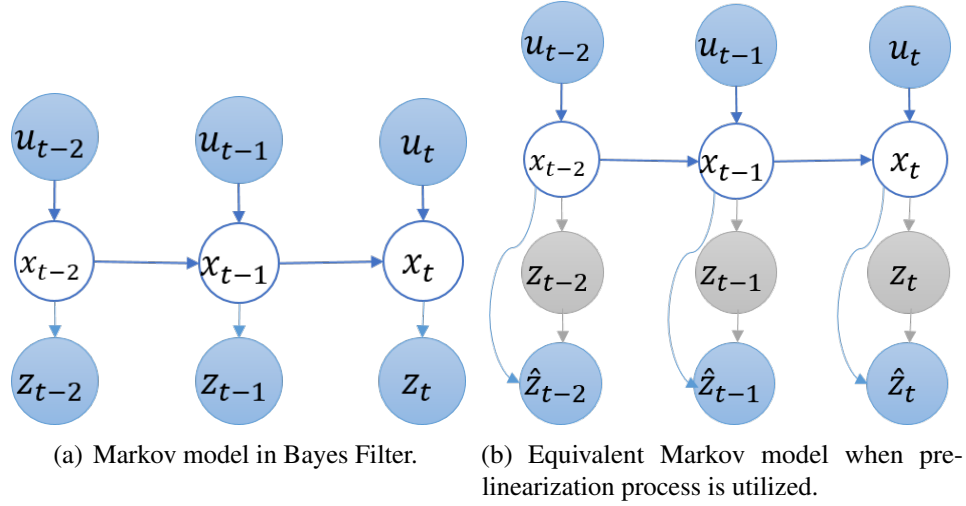 u_{t−2} u_{t−1} u_t
x_{t−2} x_{t−1} x_t
z_{t−2} z_{t−1} z_t
(a) Markov model in Bayes Filter.
u_{t−2} u_{t−1} u_t
x_{t−2} x_{t−1} x_t
z_{t−2} z_{t−1} z_t
ẑ_{t−2} ẑ_{t−1} ẑ_t
(b) Equivalent Markov model when pre-
linearization process is utilized.